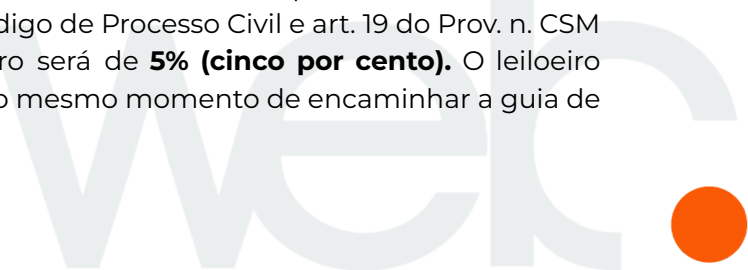 digo de Processo Civil e art. 19 do Prov. n. CSM
ro será de 5% (cinco por cento). O leiloeiro
o mesmo momento de encaminhar a guia de
web